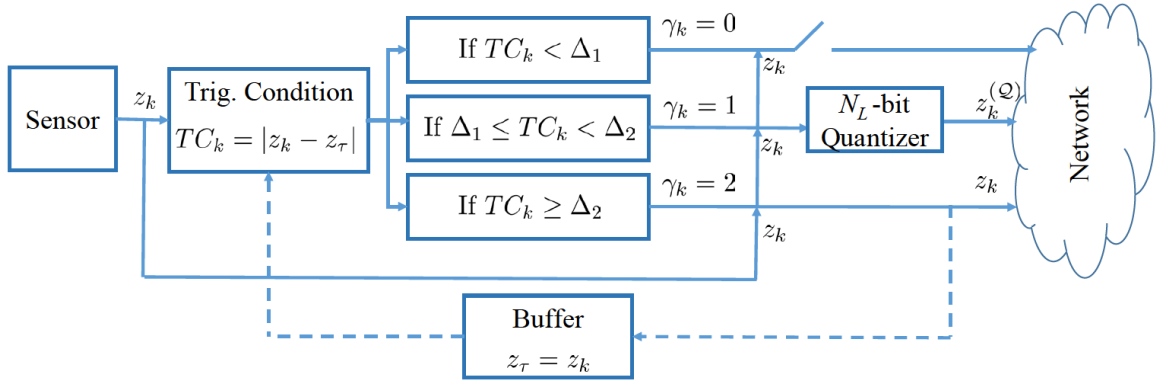 Sensor
z_k
Trig. Condition
TC_k = |z_k − z_τ|
If TC_k < Δ_1
γ_k = 0
z_k
If Δ_1 ≤ TC_k < Δ_2
γ_k = 1
z_k
N_L-bit
Quantizer
z_k^{(Q)}
If TC_k ≥ Δ_2
γ_k = 2
z_k
z_k
Network
Buffer
z_τ = z_k